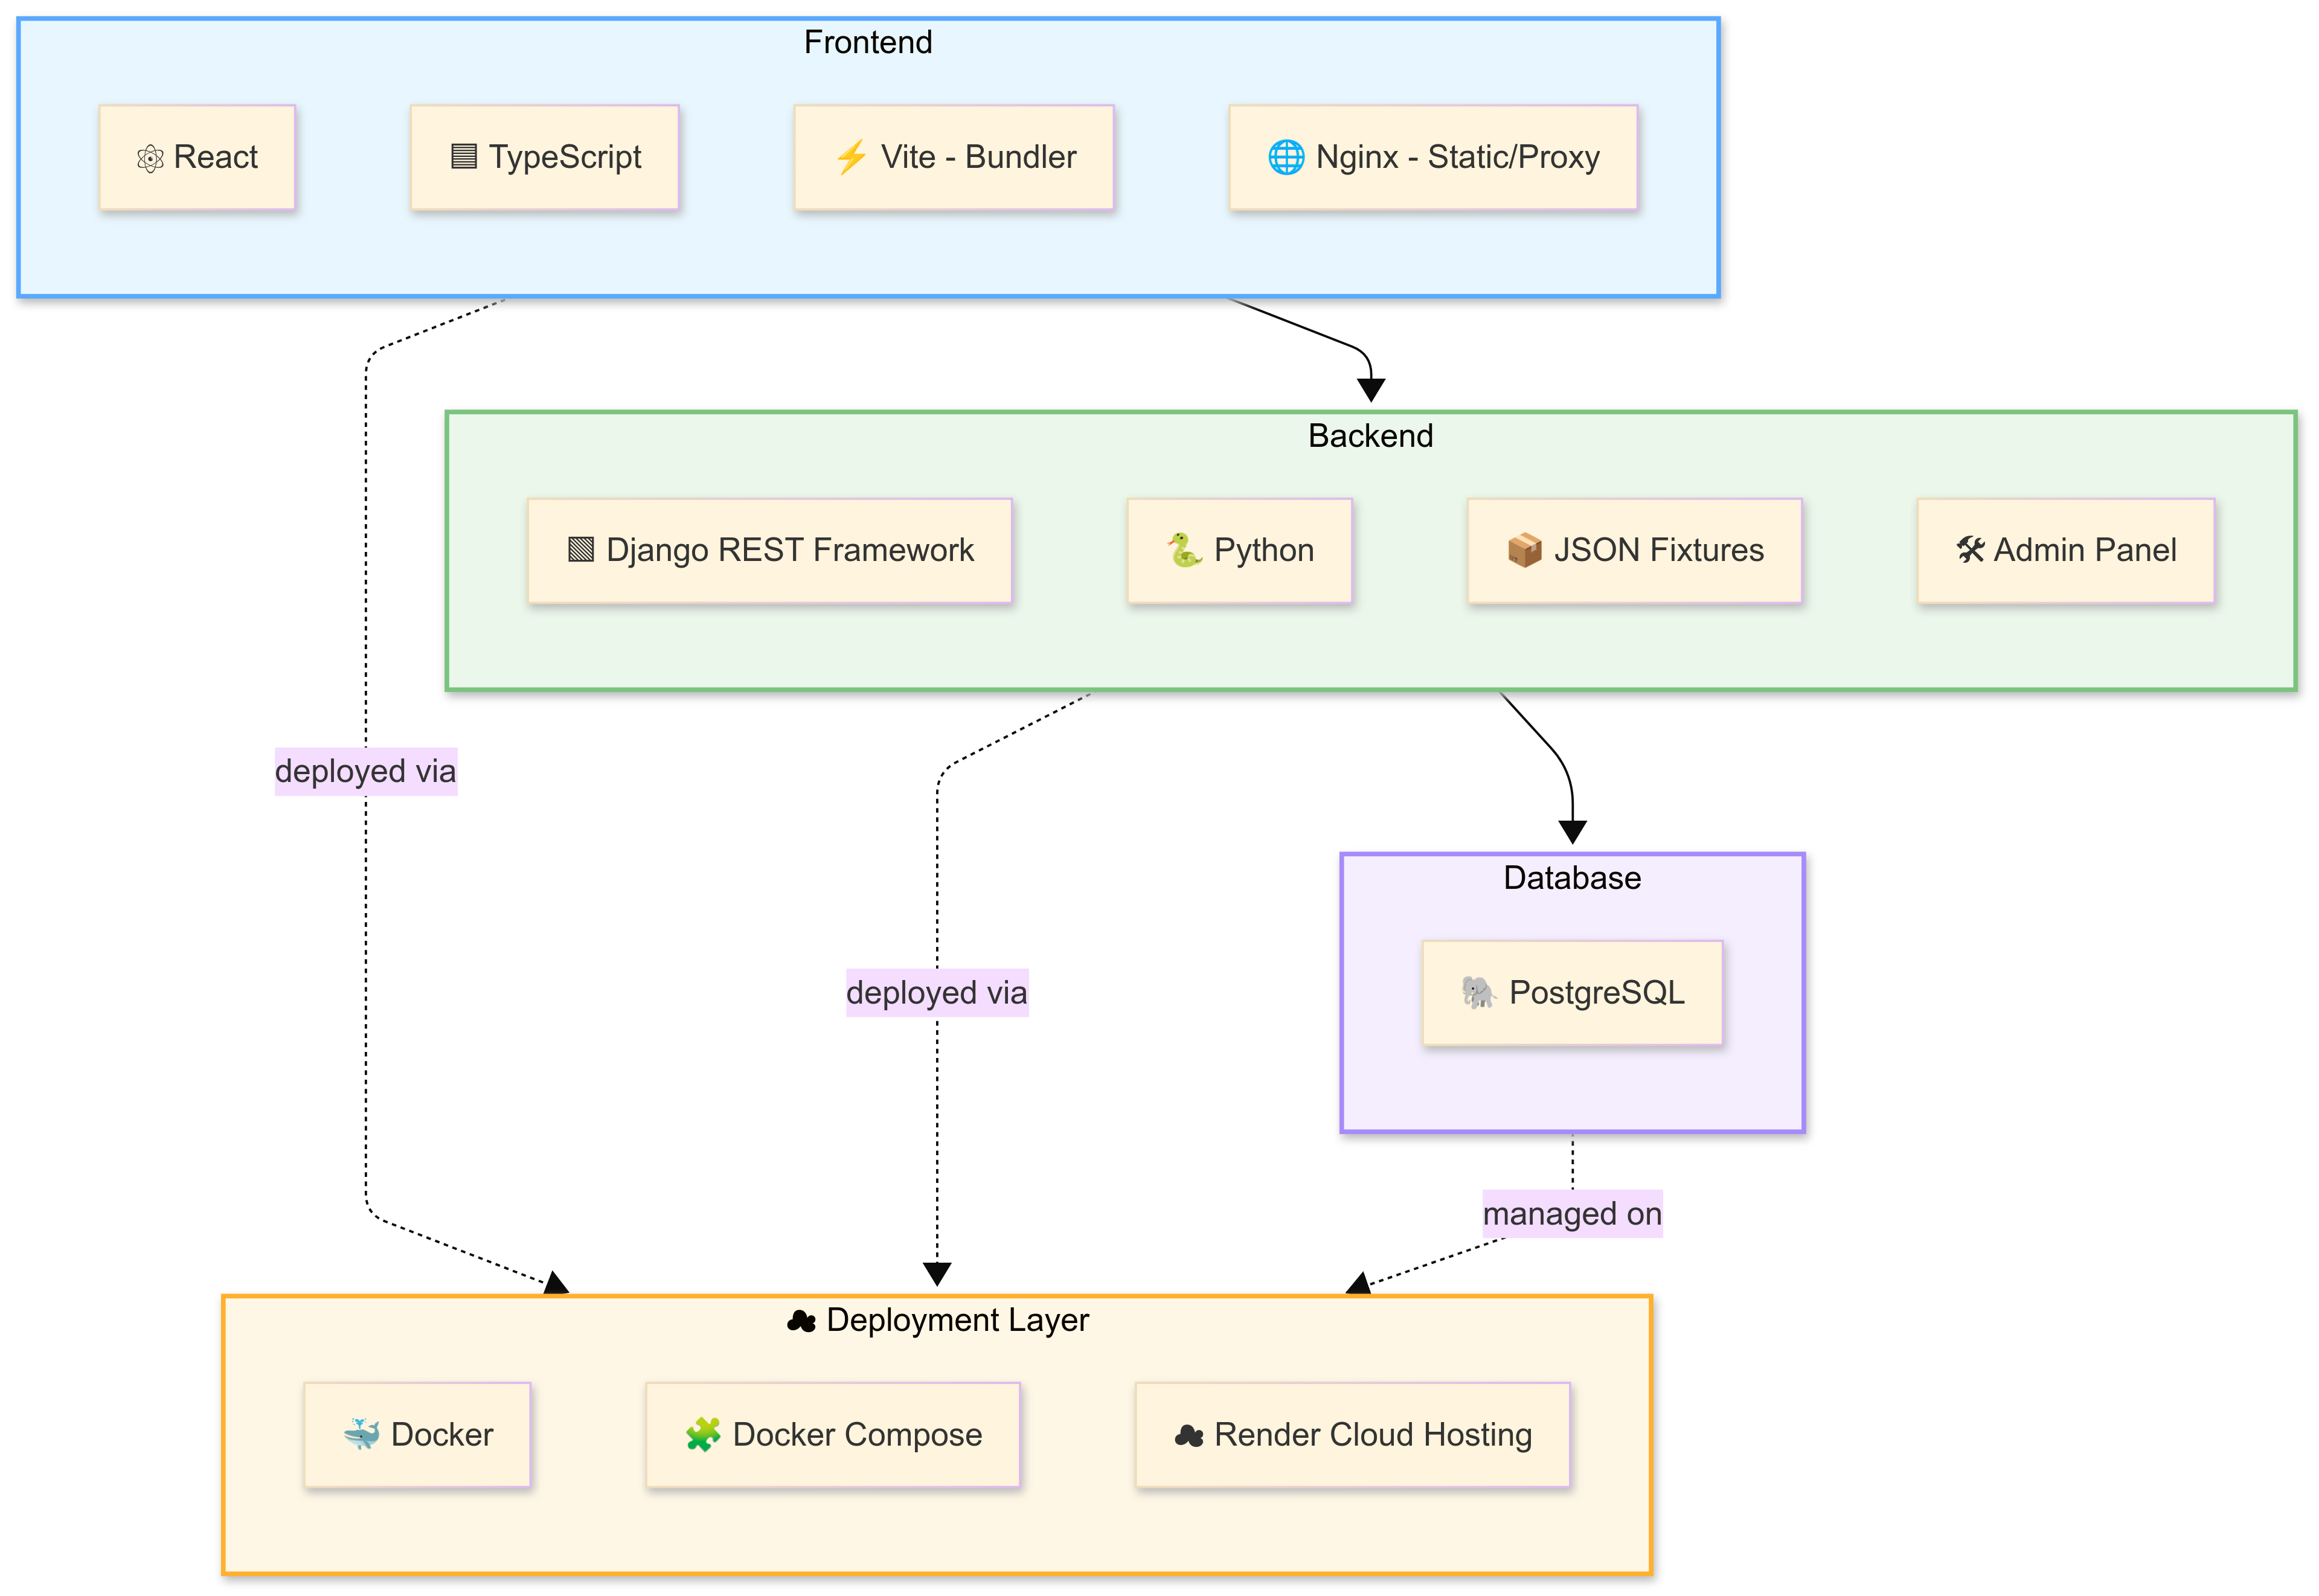 Frontend
⚛ React
▤ TypeScript
⚡ Vite - Bundler
🌐 Nginx - Static/Proxy
Backend
▧ Django REST Framework
🐍 Python
📦 JSON Fixtures
🛠 Admin Panel
deployed via
deployed via
Database
🐘 PostgreSQL
managed on
☁ Deployment Layer
🐳 Docker
🧩 Docker Compose
☁ Render Cloud Hosting